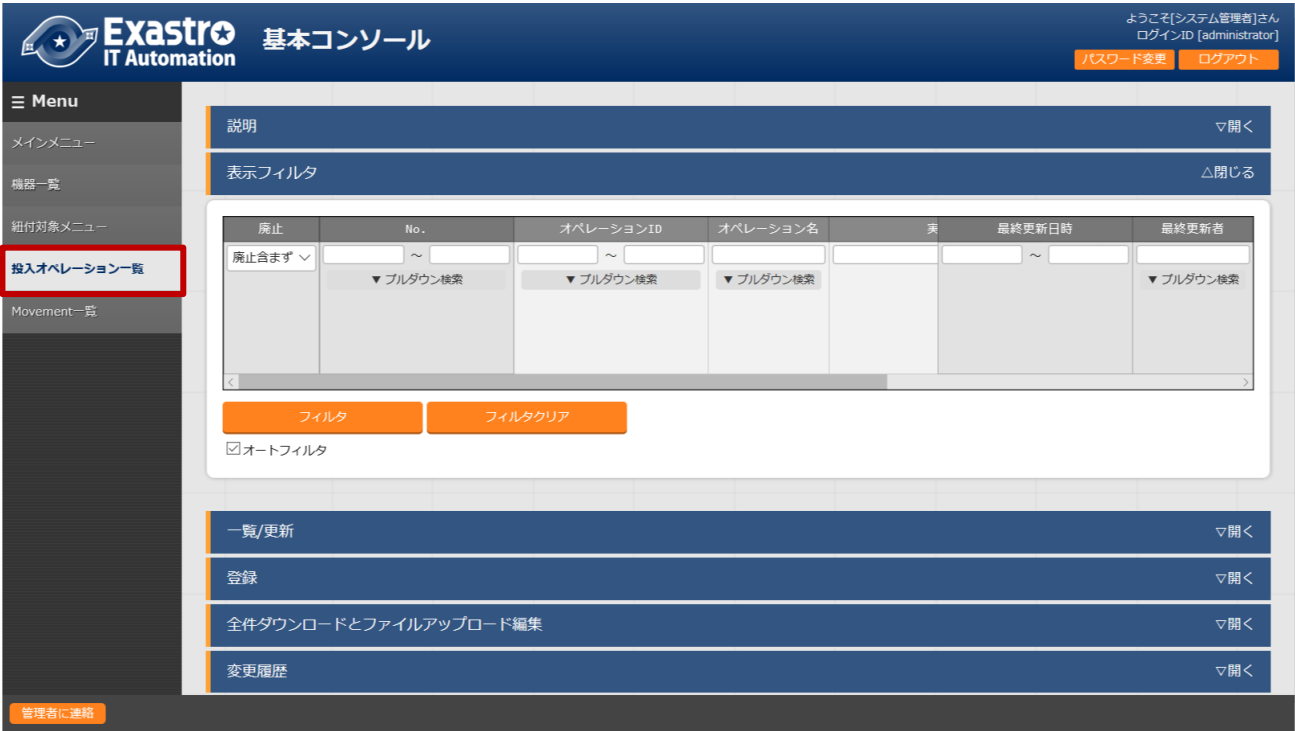 Exastro
IT Automation
基本コンソール
ようこそ[システム管理者]さん
ログインID [administrator]
パスワード変更 ログアウト
☰ Menu
メインメニュー
機器一覧
紐付対象メニュー
投入オペレーション一覧
Movement一覧
説明 ▽開く
表示フィルタ △閉じる
廃止 No. オペレーションID オペレーション名 実 最終更新日時 最終更新者
廃止含まず ～ ～ ～
▼プルダウン検索 ▼プルダウン検索 ▼プルダウン検索 ▼プルダウン検索
フィルタ フィルタクリア
オートフィルタ
一覧/更新 ▽開く
登録 ▽開く
全件ダウンロードとファイルアップロード編集 ▽開く
変更履歴 ▽開く
管理者に連絡